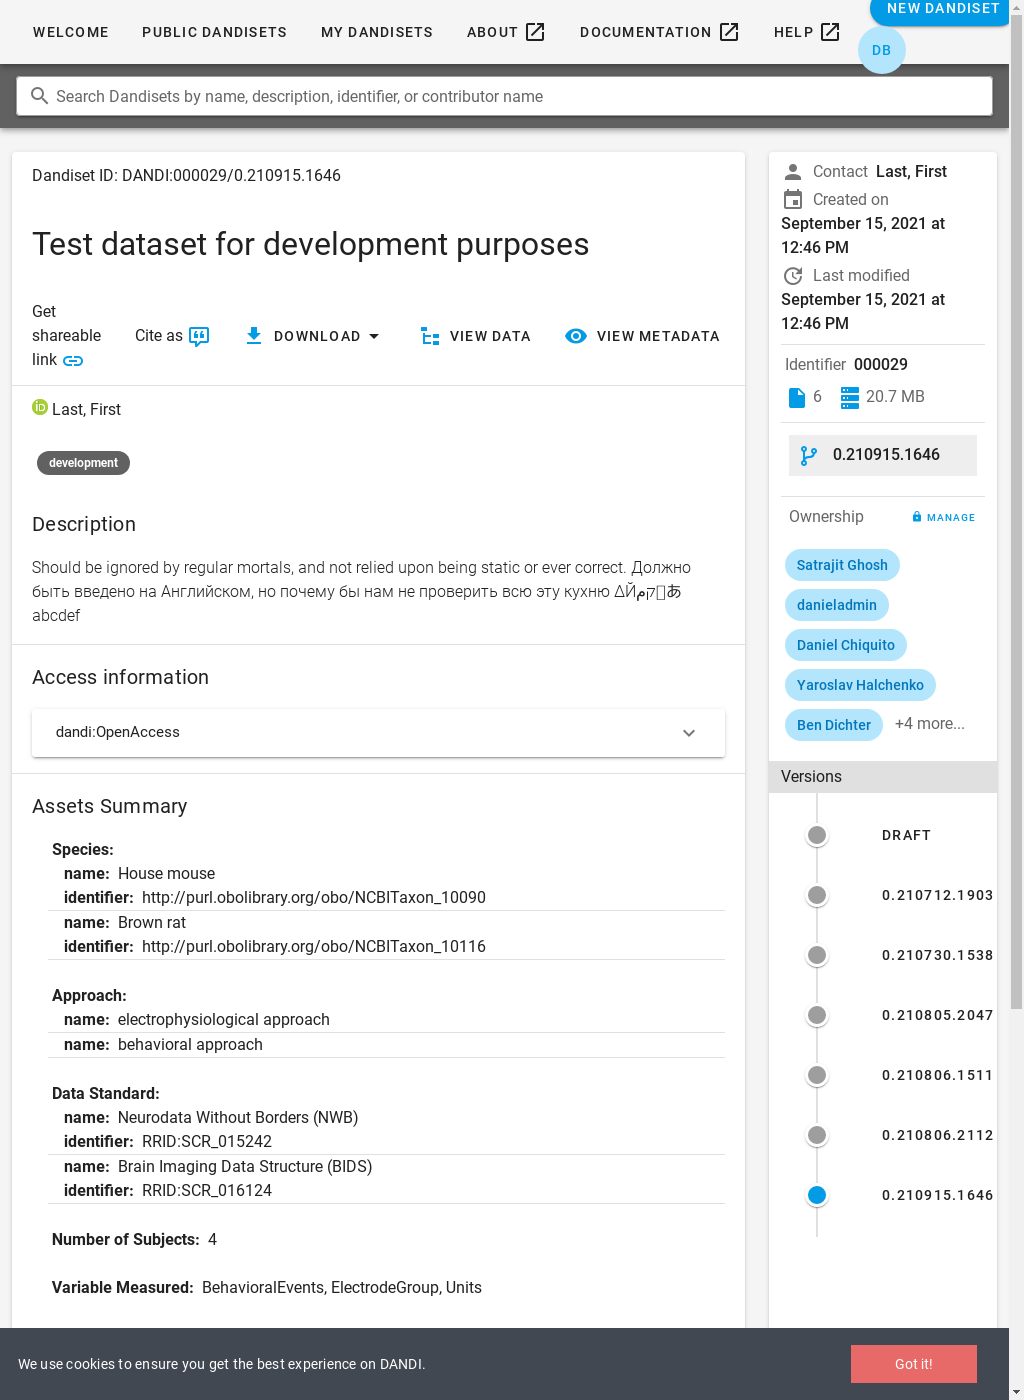 WELCOME PUBLIC DANDISETS MY DANDISETS ABOUT DOCUMENTATION HELP NEW DANDISET
DB
Search Dandisets by name, description, identifier, or contributor name
Dandiset ID: DANDI:000029/0.210915.1646
Test dataset for development purposes
Get shareable link
Cite as
DOWNLOAD
VIEW DATA
VIEW METADATA
Last, First
development
Description
Should be ignored by regular mortals, and not relied upon being static or ever correct. Должно
быть введено на Английском, но почему бы нам не проверить всю эту кухню
abcdef
Access information
dandi:OpenAccess
Assets Summary
Species:
name: House mouse
identifier: http://purl.obolibrary.org/obo/NCBITaxon_10090
name: Brown rat
identifier: http://purl.obolibrary.org/obo/NCBITaxon_10116
Approach:
name: electrophysiological approach
name: behavioral approach
Data Standard:
name: Neurodata Without Borders (NWB)
identifier: RRID:SCR_015242
name: Brain Imaging Data Structure (BIDS)
identifier: RRID:SCR_016124
Number of Subjects: 4
Variable Measured: BehavioralEvents, ElectrodeGroup, Units
Contact Last, First
Created on
September 15, 2021 at
12:46 PM
Last modified
September 15, 2021 at
12:46 PM
Identifier 000029
6 20.7 MB
0.210915.1646
Ownership MANAGE
Satrajit Ghosh
danieladmin
Daniel Chiquito
Yaroslav Halchenko
Ben Dichter +4 more...
Versions
DRAFT
0.210712.1903
0.210730.1538
0.210805.2047
0.210806.1511
0.210806.2112
0.210915.1646
We use cookies to ensure you get the best experience on DANDI.
Got it!